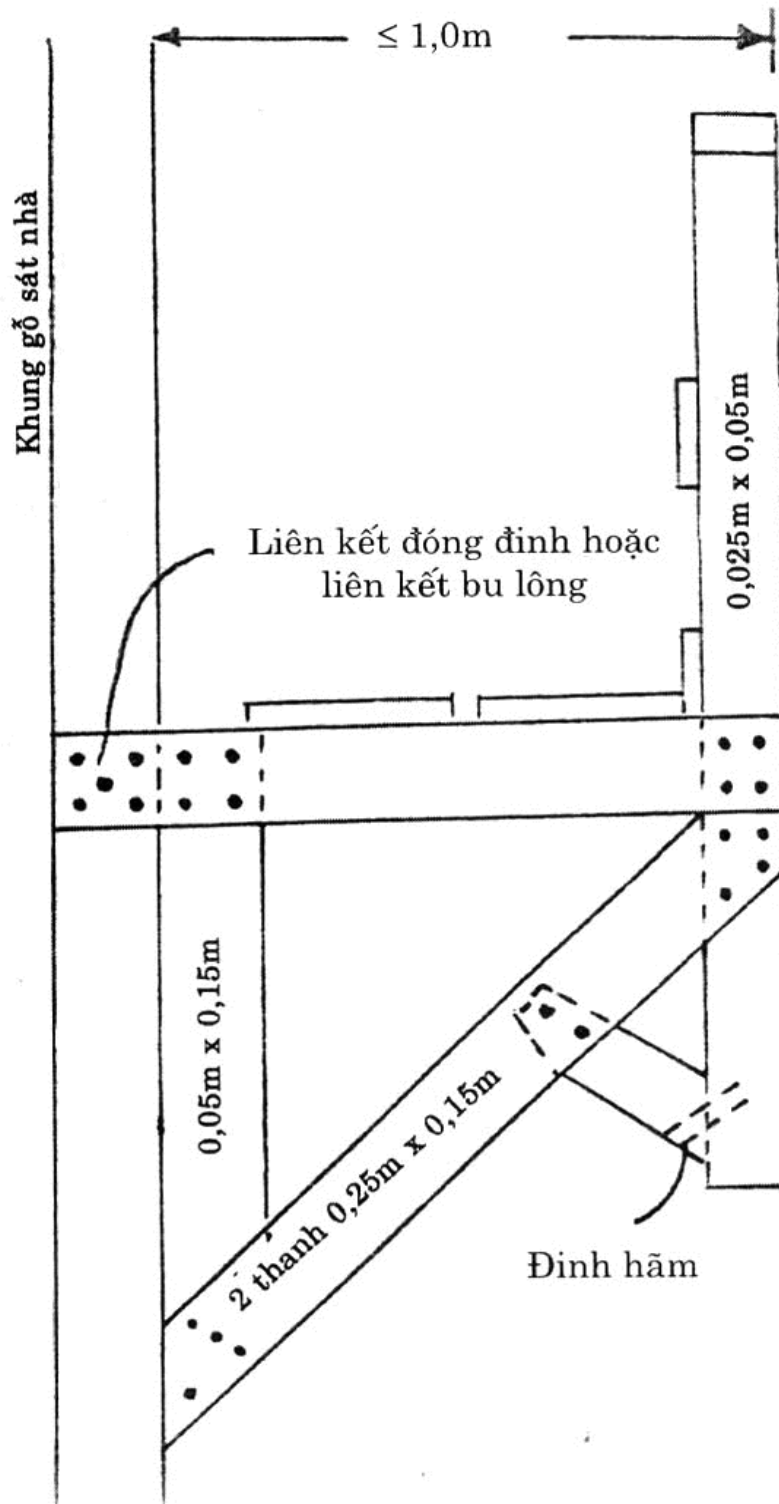 ≤ 1,0m
Khung gỗ sát nhà
0,025m x 0,05m
Liên kết đóng đinh hoặc
liên kết bu lông
0,05m x 0,15m
2 thanh 0,25m x 0,15m
Đinh hãm